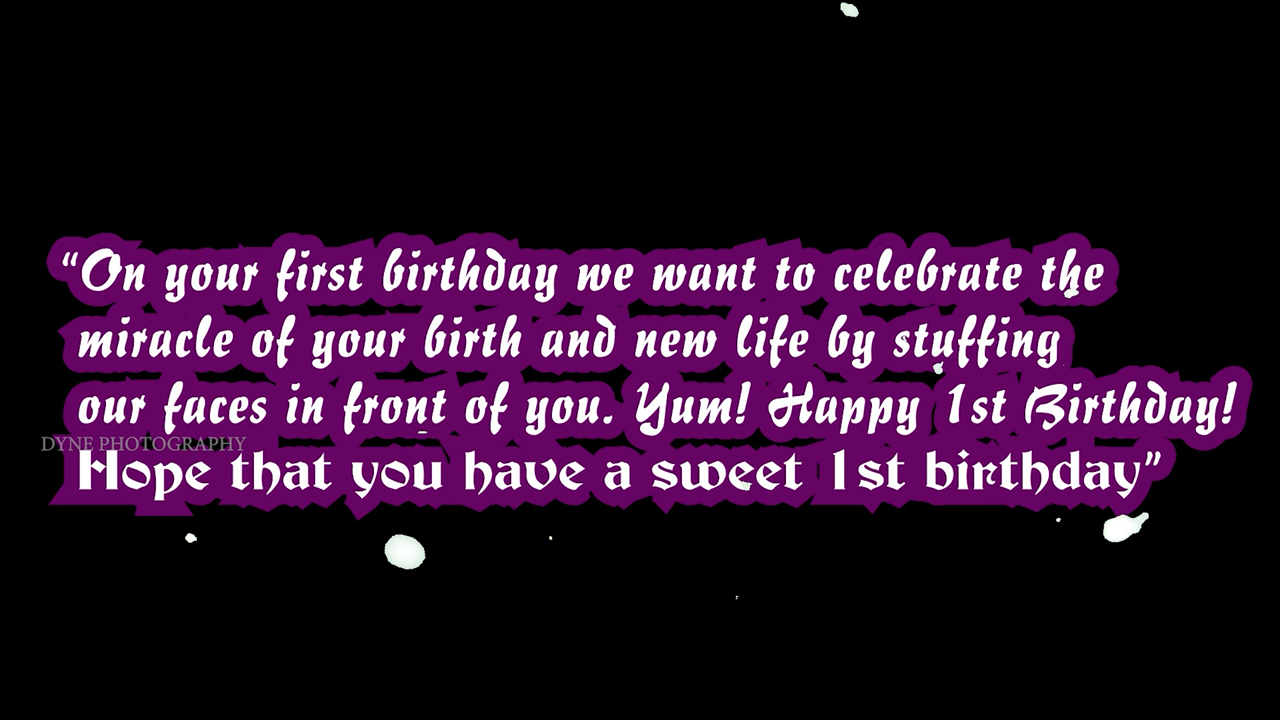 “On your first birthday we want to celebrate the
miracle of your birth and new life by stuffing
our faces in front of you. Yum! Happy 1st Birthday!
DYNE PHOTOGRAPHY
Hope that you have a sweet 1st birthday”